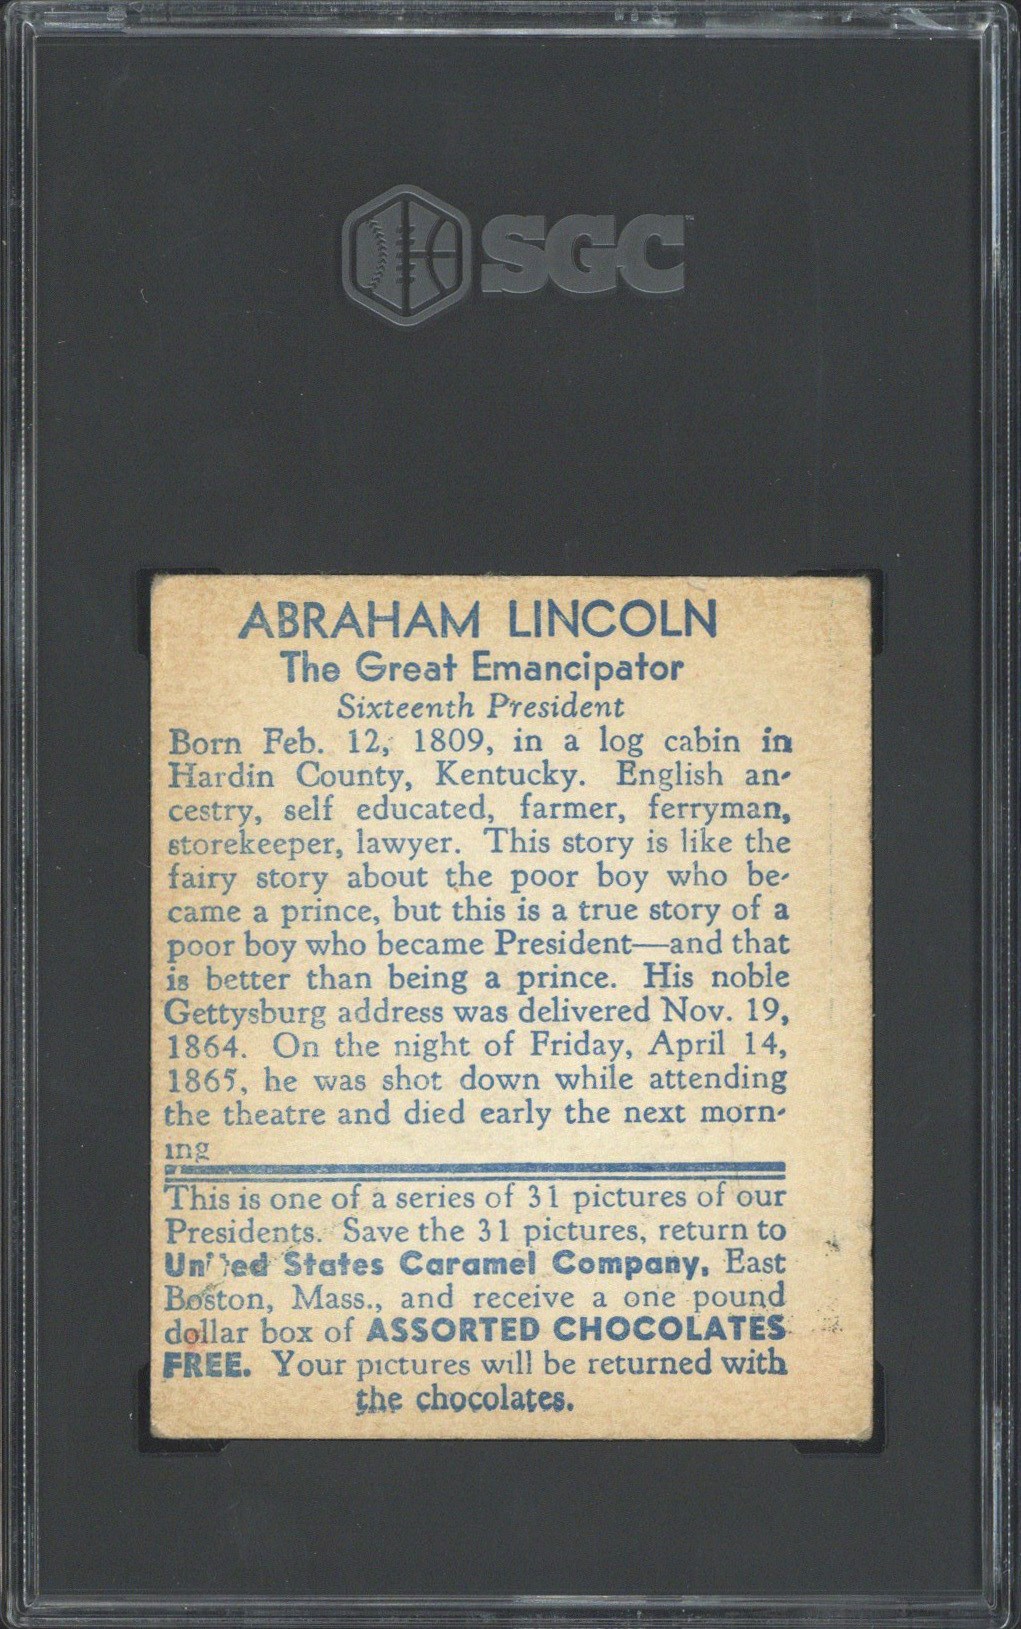 SGC
ABRAHAM LINCOLN
The Great Emancipator
Sixteenth President
Born Feb. 12, 1809, in a log cabin in
Hardin County, Kentucky. English an-
cestry, self educated, farmer, ferryman,
storekeeper, lawyer. This story is like the
fairy story about the poor boy who be-
came a prince, but this is a true story of a
poor boy who became President—and that
is better than being a prince. His noble
Gettysburg address was delivered Nov. 19,
1864. On the night of Friday, April 14,
1865, he was shot down while attending
the theatre and died early the next morn-
ing
This is one of a series of 31 pictures of our
Presidents. Save the 31 pictures, return to
United States Caramel Company, East
Boston, Mass., and receive a one pound
dollar box of ASSORTED CHOCOLATES
FREE. Your pictures will be returned with
the chocolates.